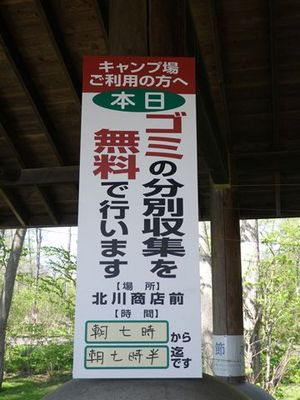 キャンプ場
ご利用の方へ
本日
ゴミの分別収集を
無料で行います
【場所】
北川商店前
【時間】
朝七時から
朝七時半迄です
節